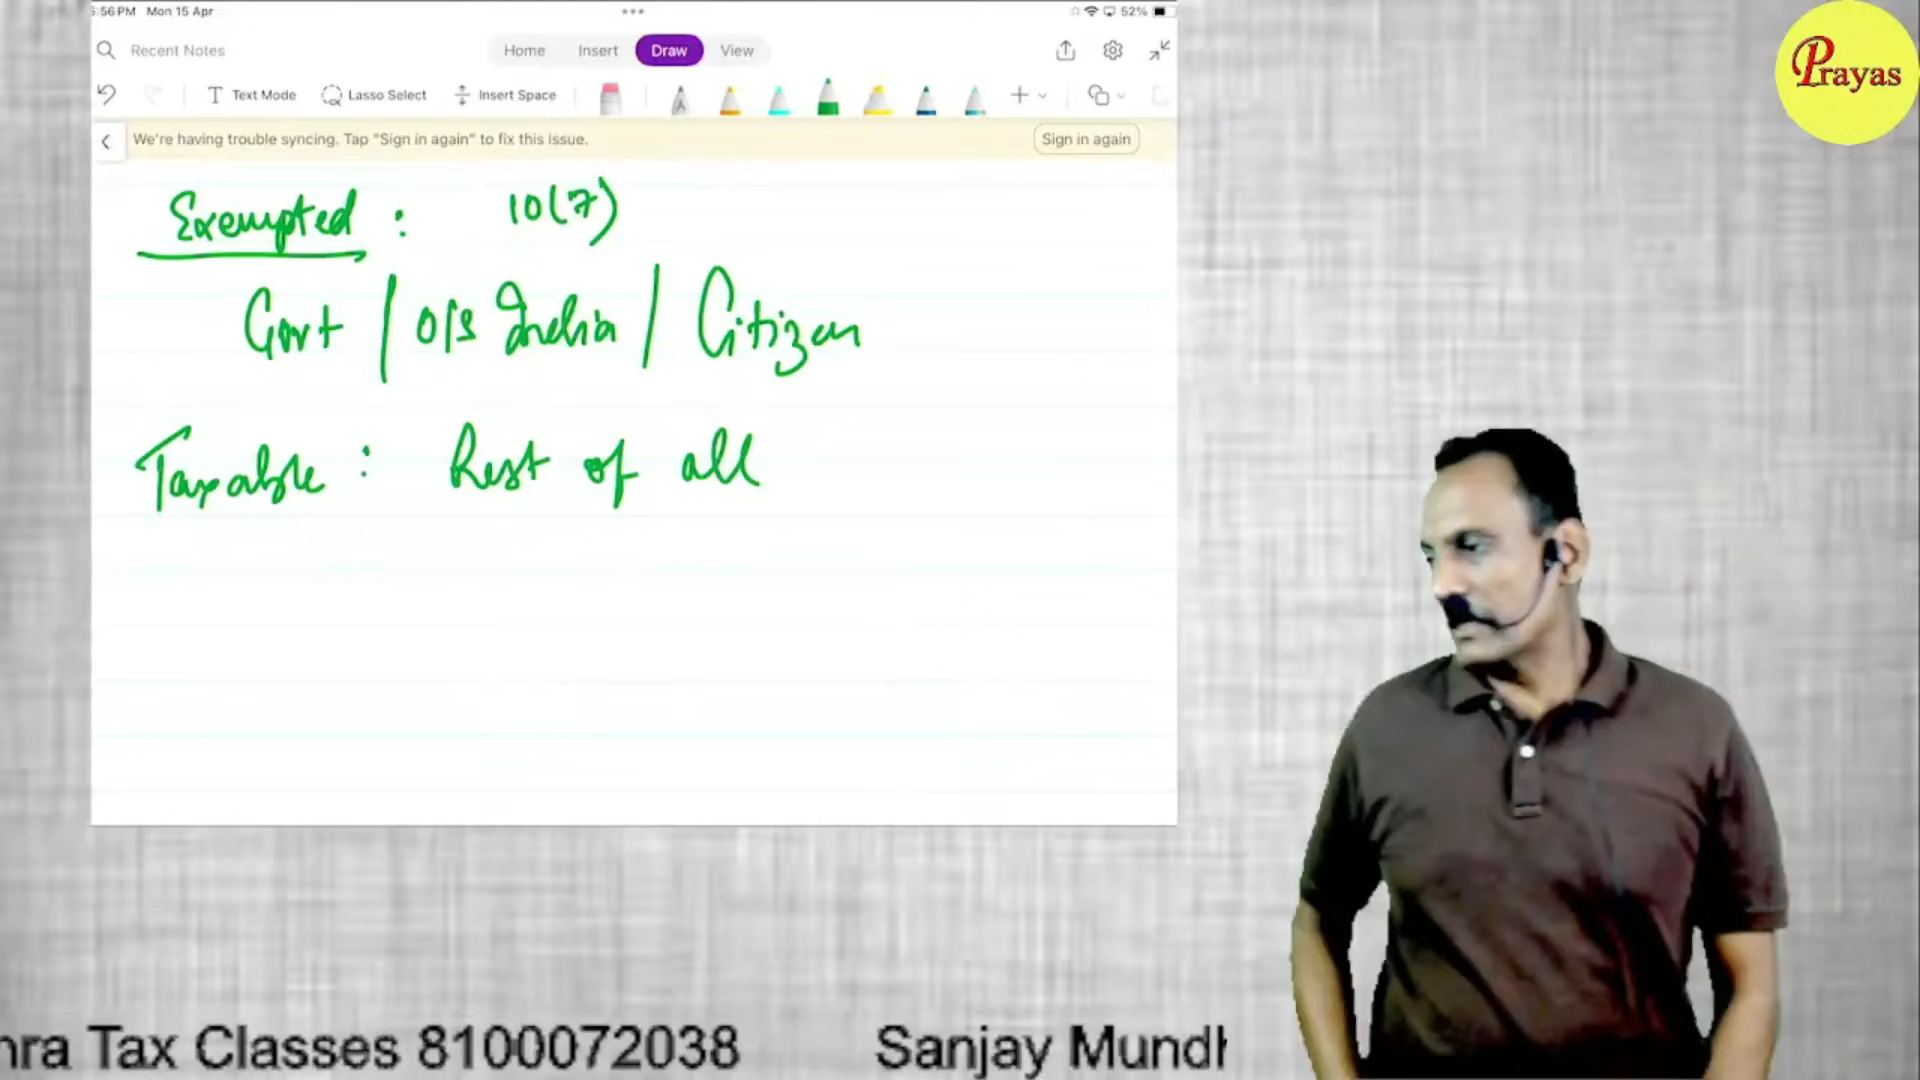 :56 PM Mon 15 Apr
52%
Recent Notes
Home Insert Draw View
Text Mode Lasso Select Insert Space
We're having trouble syncing. Tap "Sign in again" to fix this issue.
Sign in again
Exempted : 10(7)
Govt / O/S India / Citizen
Taxable : Rest of all
Prayas
hra Tax Classes 8100072038 Sanjay Mundh